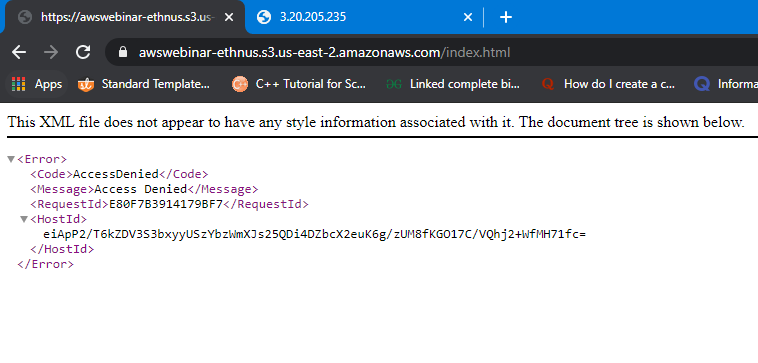 https://awswebinar-ethnus.s3.us-
3.20.205.235
awswebinar-ethnus.s3.us-east-2.amazonaws.com/index.html
Apps Standard Template... C++ Tutorial for Sc... Linked complete bi... How do I create a c... Informa
This XML file does not appear to have any style information associated with it. The document tree is shown below.
<Error>
<Code>AccessDenied</Code>
<Message>Access Denied</Message>
<RequestId>E80F7B3914179BF7</RequestId>
<HostId>
eiApP2/T6kZDV3S3bxyyUSzYbzWmXJs25QDi4DZbcX2euK6g/zUM8fKGO17C/VQhj2+WfMH71fc=
</HostId>
</Error>